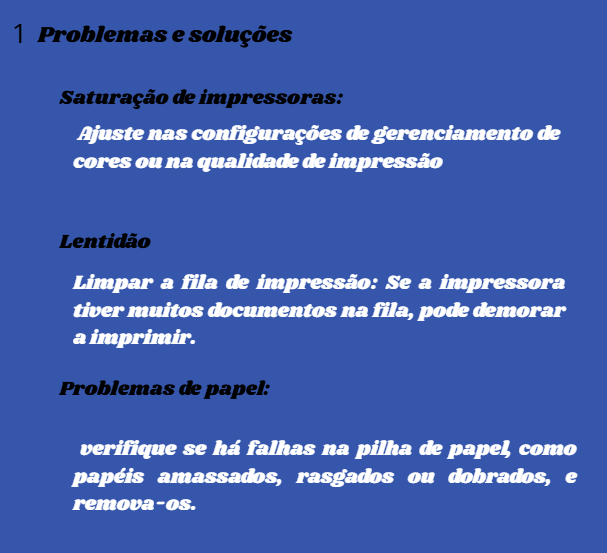 1 Problemas e soluções
Saturação de impressoras:
Ajuste nas configurações de gerenciamento de
cores ou na qualidade de impressão
Lentidão
Limpar a fila de impressão: Se a impressora
tiver muitos documentos na fila, pode demorar
a imprimir.
Problemas de papel:
verifique se há falhas na pilha de papel, como
papéis amassados, rasgados ou dobrados, e
remova-os.